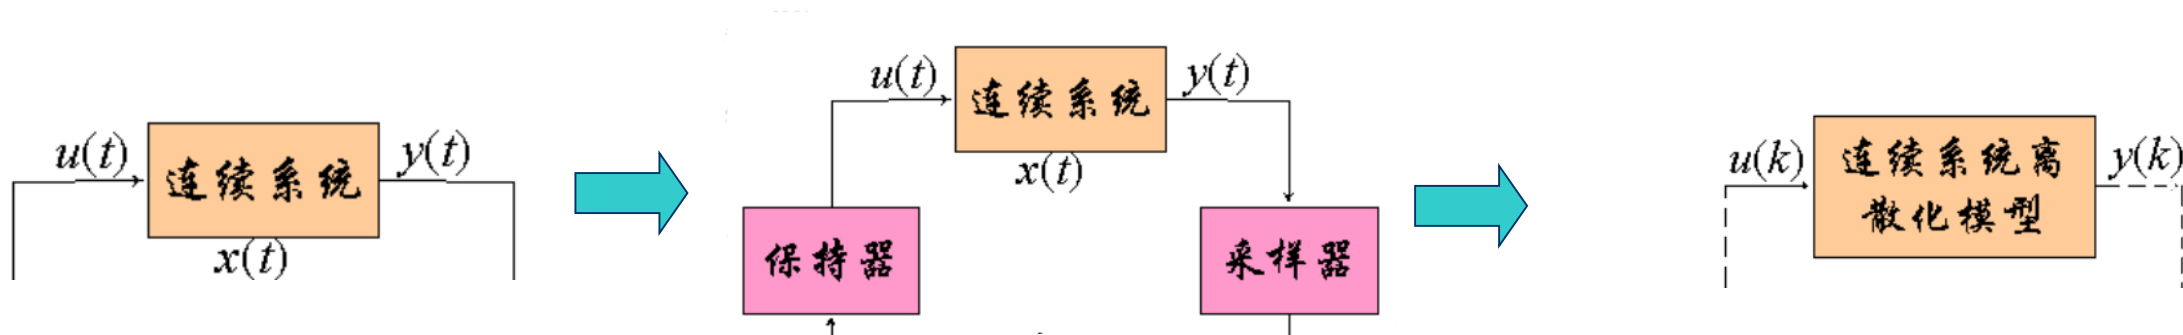 u(t)
连续系统
y(t)
x(t)
u(t)
连续系统
y(t)
x(t)
保持器
采样器
u(k)
连续系统离
散化模型
y(k)